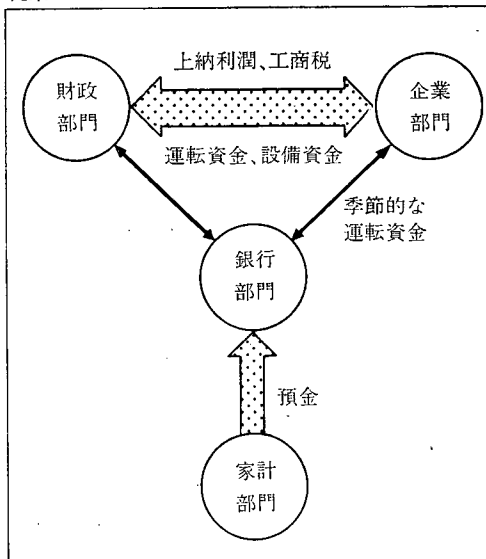 上納利潤、工商税
財政
部門
企業
部門
運転資金、設備資金
季節的な
運転資金
銀行
部門
預金
家計
部門